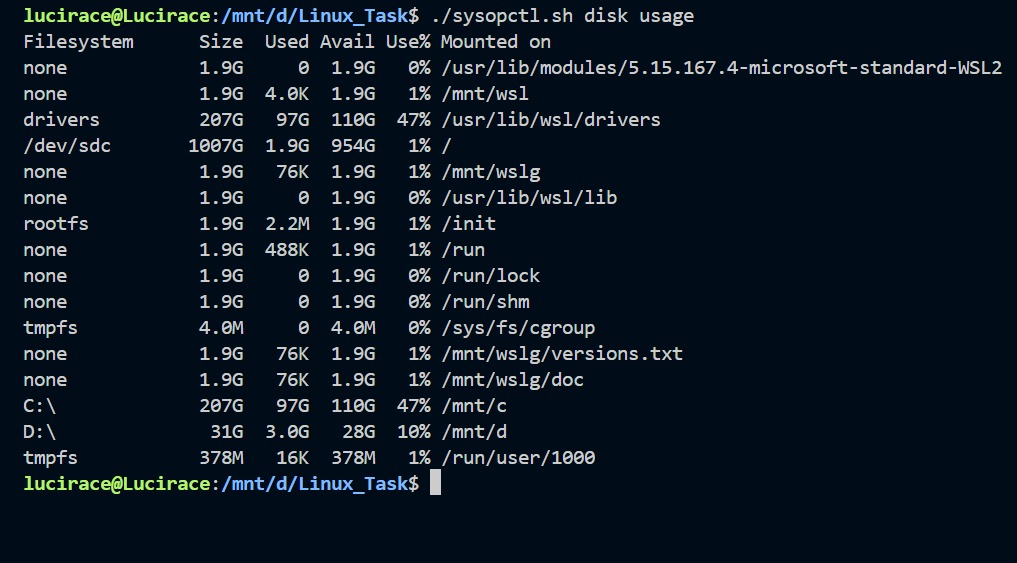 lucirace@Lucirace:/mnt/d/Linux_Task$ ./sysopctl.sh disk usage
Filesystem      Size  Used Avail Use% Mounted on
none            1.9G     0  1.9G   0% /usr/lib/modules/5.15.167.4-microsoft-standard-WSL2
none            1.9G  4.0K  1.9G   1% /mnt/wsl
drivers         207G   97G  110G  47% /usr/lib/wsl/drivers
/dev/sdc       1007G  1.9G  954G   1% /
none            1.9G   76K  1.9G   1% /mnt/wslg
none            1.9G     0  1.9G   0% /usr/lib/wsl/lib
rootfs          1.9G  2.2M  1.9G   1% /init
none            1.9G  488K  1.9G   1% /run
none            1.9G     0  1.9G   0% /run/lock
none            1.9G     0  1.9G   0% /run/shm
tmpfs           4.0M     0  4.0M   0% /sys/fs/cgroup
none            1.9G   76K  1.9G   1% /mnt/wslg/versions.txt
none            1.9G   76K  1.9G   1% /mnt/wslg/doc
C:\             207G   97G  110G  47% /mnt/c
D:\              31G  3.0G   28G  10% /mnt/d
tmpfs           378M   16K  378M   1% /run/user/1000
lucirace@Lucirace:/mnt/d/Linux_Task$